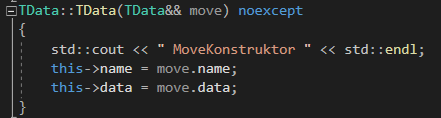 TData::TData(TData&& move) noexcept
{
    std::cout << " MoveKonstruktor " << std::endl;
    this->name = move.name;
    this->data = move.data;
}